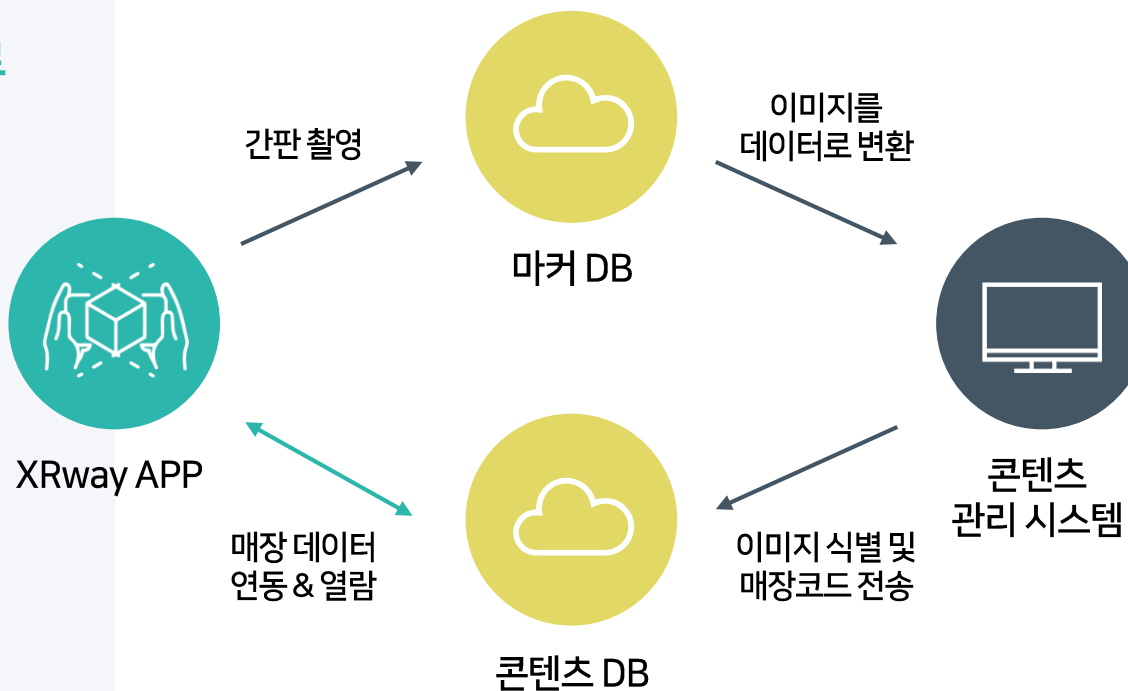 간판 촬영
이미지를
데이터로 변환
마커 DB
XRway APP
콘텐츠
관리 시스템
매장 데이터
연동 & 열람
이미지 식별 및
매장코드 전송
콘텐츠 DB